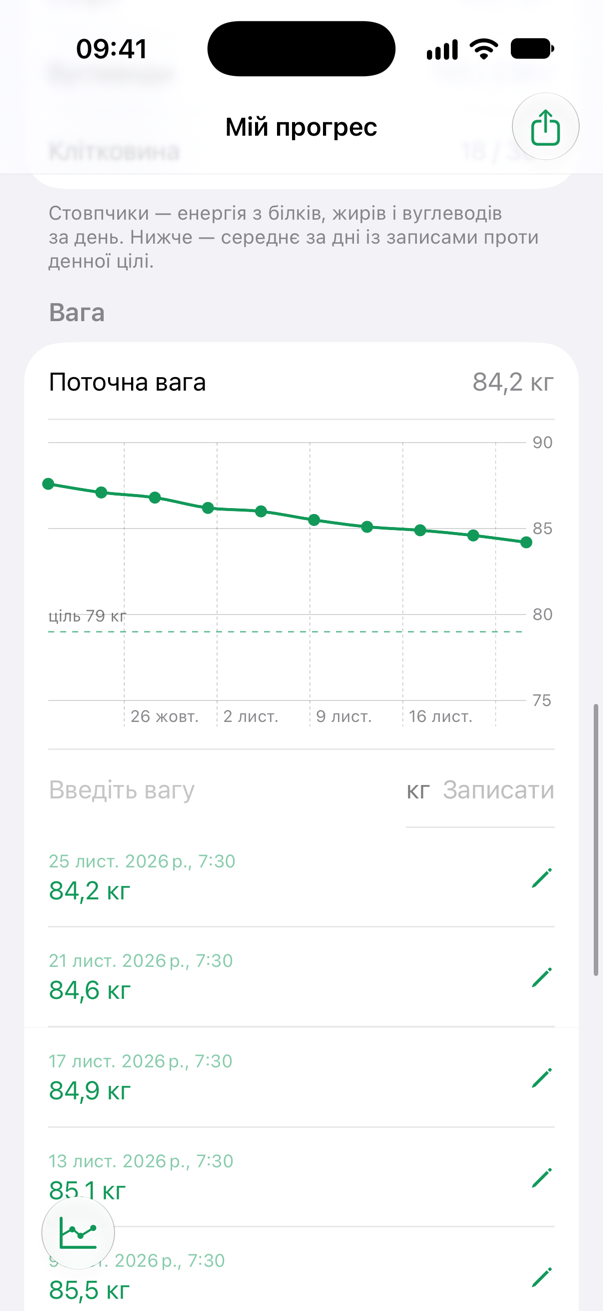 09:41
Мій прогрес
Клітковина
Стовпчики — енергія з білків, жирів і вуглеводів
за день. Нижче — середнє за дні із записами проти
денної цілі.
Вага
Поточна вага 84,2 кг
90
85
ціль 79 кг 80
75
26 жовт. 2 лист. 9 лист. 16 лист.
Введіть вагу кг Записати
25 лист. 2026 р., 7:30
84,2 кг
21 лист. 2026 р., 7:30
84,6 кг
17 лист. 2026 р., 7:30
84,9 кг
13 лист. 2026 р., 7:30
85,1 кг
2026 р., 7:30
85,5 кг